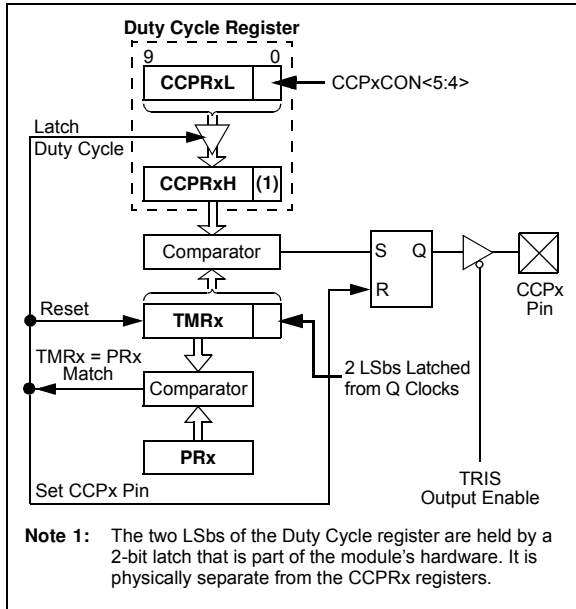 Duty Cycle Register
9 0
CCPRxL
CCPxCON<5:4>
Latch
Duty Cycle
CCPRxH (1)
Comparator
S Q
R
CCPx
Pin
Reset
TMRx
TMRx = PRx
Match
2 LSbs Latched
from Q Clocks
Comparator
PRx
Set CCPx Pin
TRIS
Output Enable
Note 1: The two LSbs of the Duty Cycle register are held by a
2-bit latch that is part of the module's hardware. It is
physically separate from the CCPRx registers.